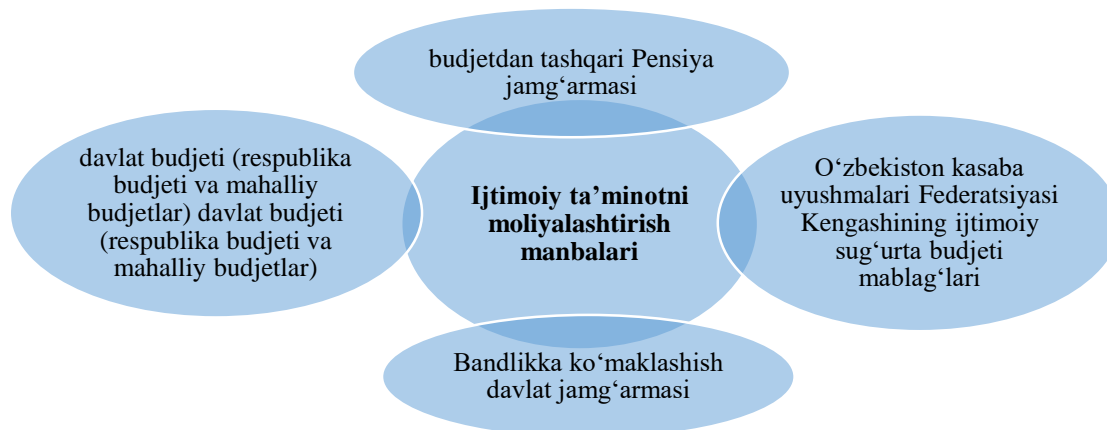 budjetdan tashqari Pensiya
jamg‘armasi
davlat budjeti (respublika
budjeti va mahalliy
budjetlar) davlat budjeti
(respublika budjeti va
mahalliy budjetlar)
Ijtimoiy ta’minotni
moliyalashtirish
manbalari
O‘zbekiston kasaba
uyushmalari Federatsiyasi
Kengashining ijtimoiy
sug‘urta budjeti
mablag‘lari
Bandlikka ko‘maklashish
davlat jamg‘armasi